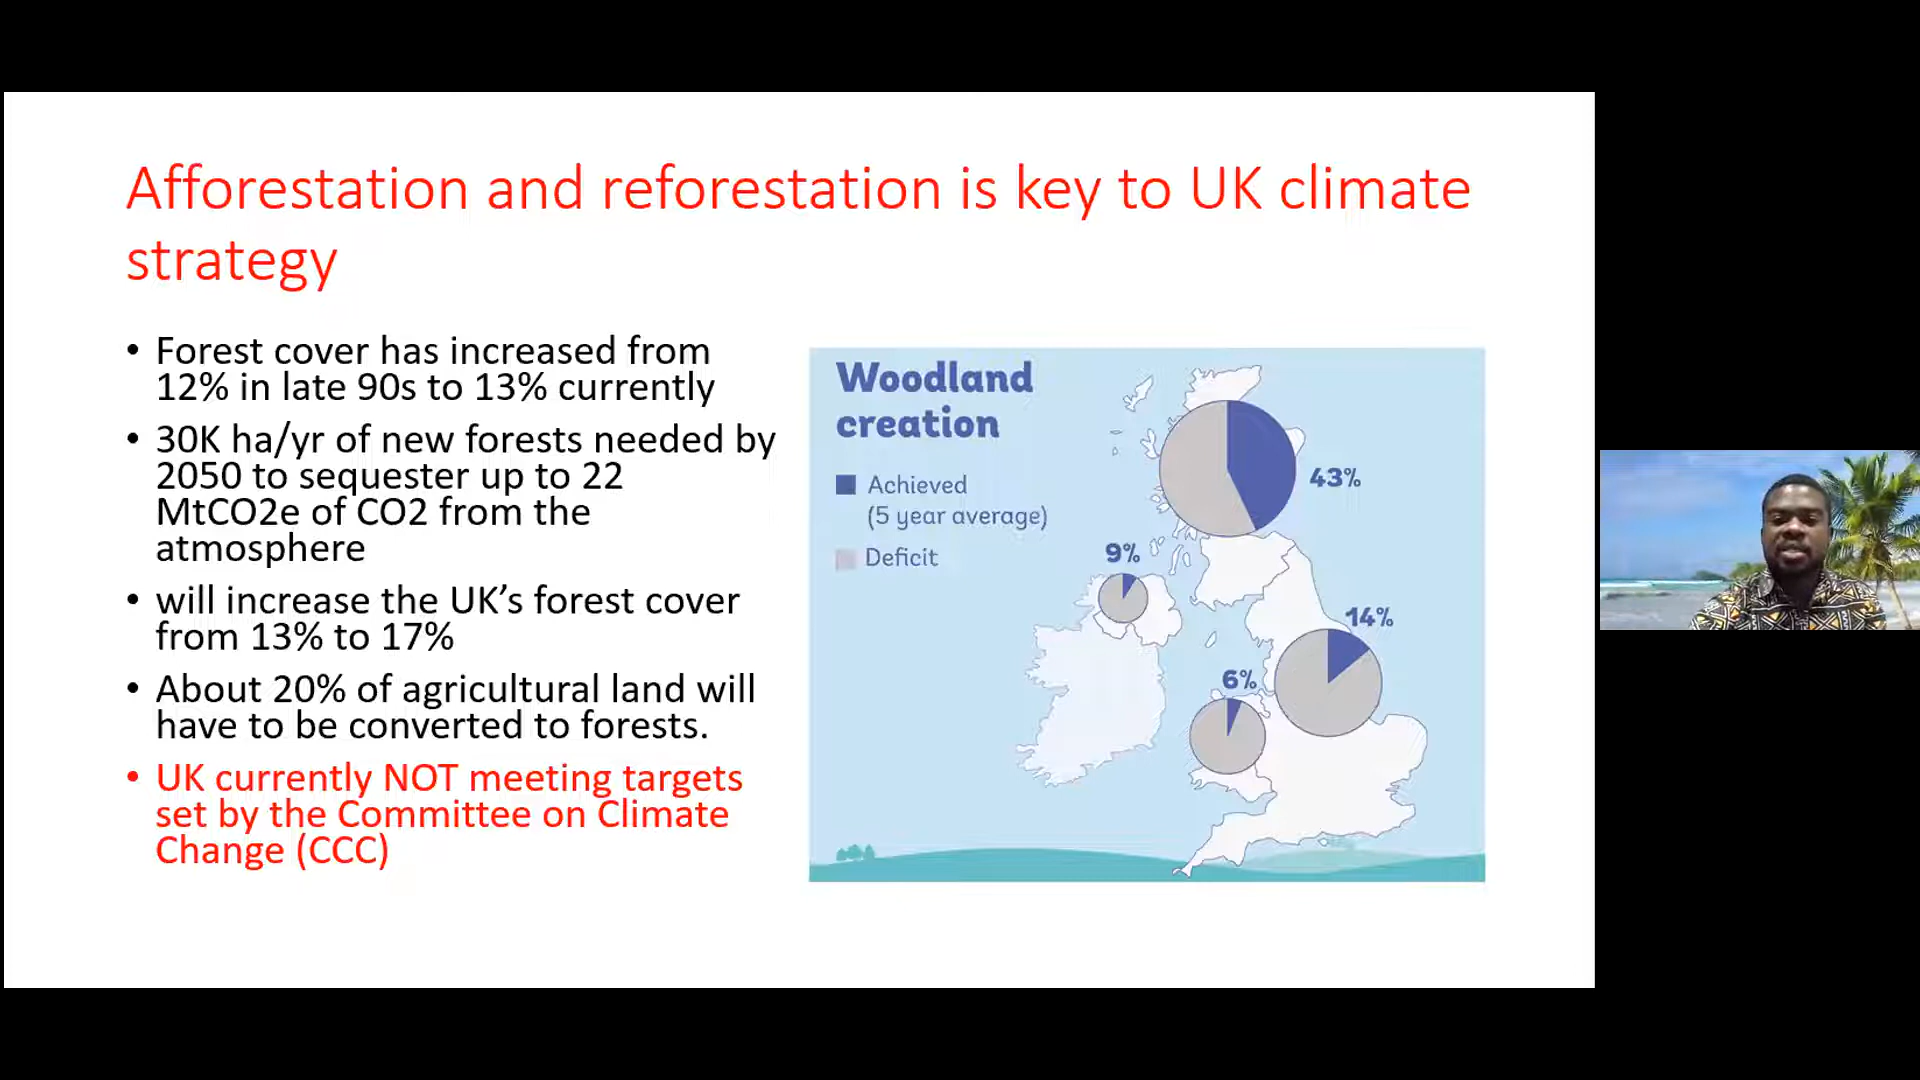 Afforestation and reforestation is key to UK climate
strategy
• Forest cover has increased from
12% in late 90s to 13% currently
• 30K ha/yr of new forests needed by
2050 to sequester up to 22
MtCO2e of CO2 from the
atmosphere
• will increase the UK’s forest cover
from 13% to 17%
• About 20% of agricultural land will
have to be converted to forests.
• UK currently NOT meeting targets
set by the Committee on Climate
Change (CCC)
Woodland
creation
Achieved
(5 year average)
Deficit
43%
9%
14%
6%